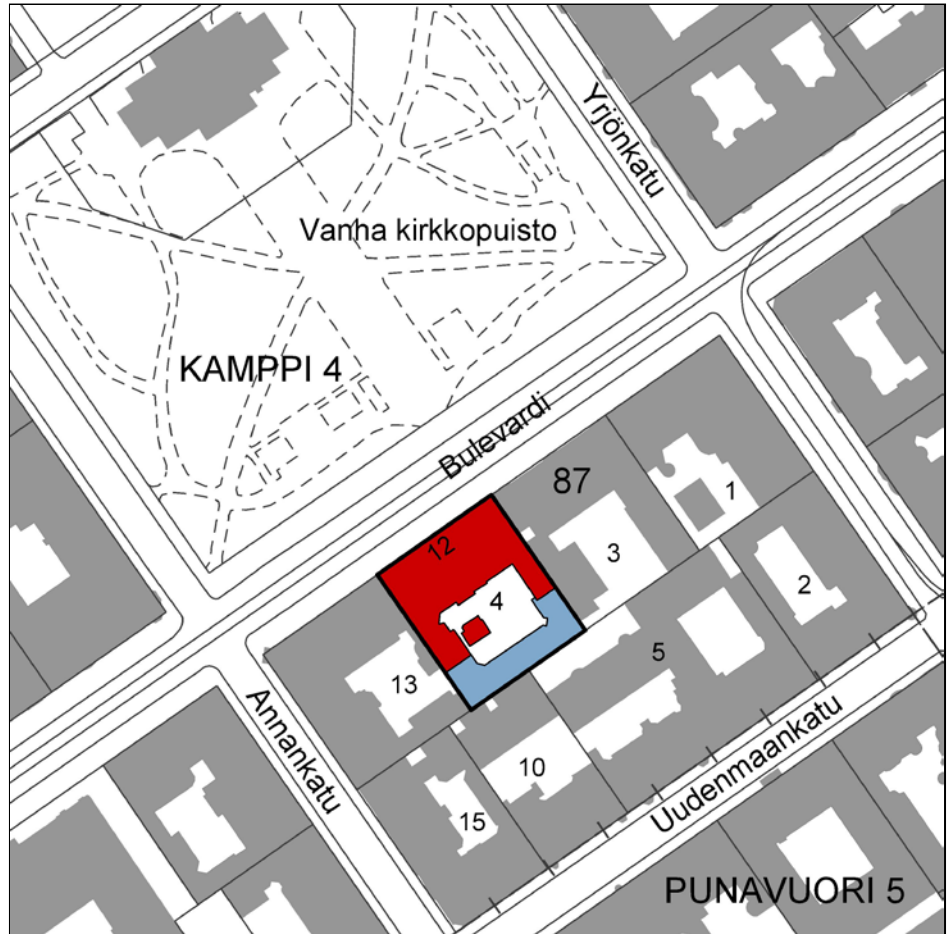 Yrjönkatu
Vanha kirkkopuisto
KAMPPI 4
Bulevardi
87
1
12
3
2
4
5
13
Annankatu
10
Uudenmaankatu
15
PUNAVUORI 5